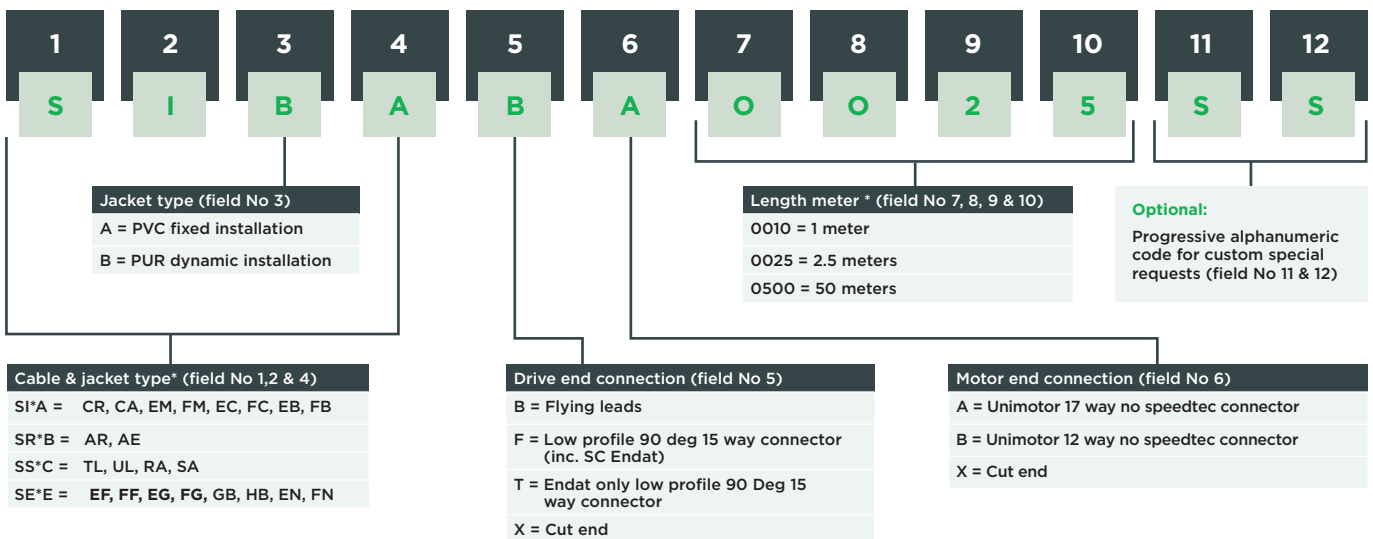 1 2 3 4 5 6 7 8 9 10 11 12
S I B A B A O O 2 5 S S
Jacket type (field No 3)
A = PVC fixed installation
B = PUR dynamic installation
Length meter * (field No 7, 8, 9 & 10)
0010 = 1 meter
0025 = 2.5 meters
0500 = 50 meters
Optional:
Progressive alphanumeric
code for custom special
requests (field No 11 & 12)
Cable & jacket type* (field No 1,2 & 4)
SI*A = CR, CA, EM, FM, EC, FC, EB, FB
SR*B = AR, AE
SS*C = TL, UL, RA, SA
SE*E = EF, FF, EG, FG, GB, HB, EN, FN
Drive end connection (field No 5)
B = Flying leads
F = Low profile 90 deg 15 way connector
(inc. SC Endat)
T = Endat only low profile 90 Deg 15
way connector
X = Cut end
Motor end connection (field No 6)
A = Unimotor 17 way no speedtec connector
B = Unimotor 12 way no speedtec connector
X = Cut end